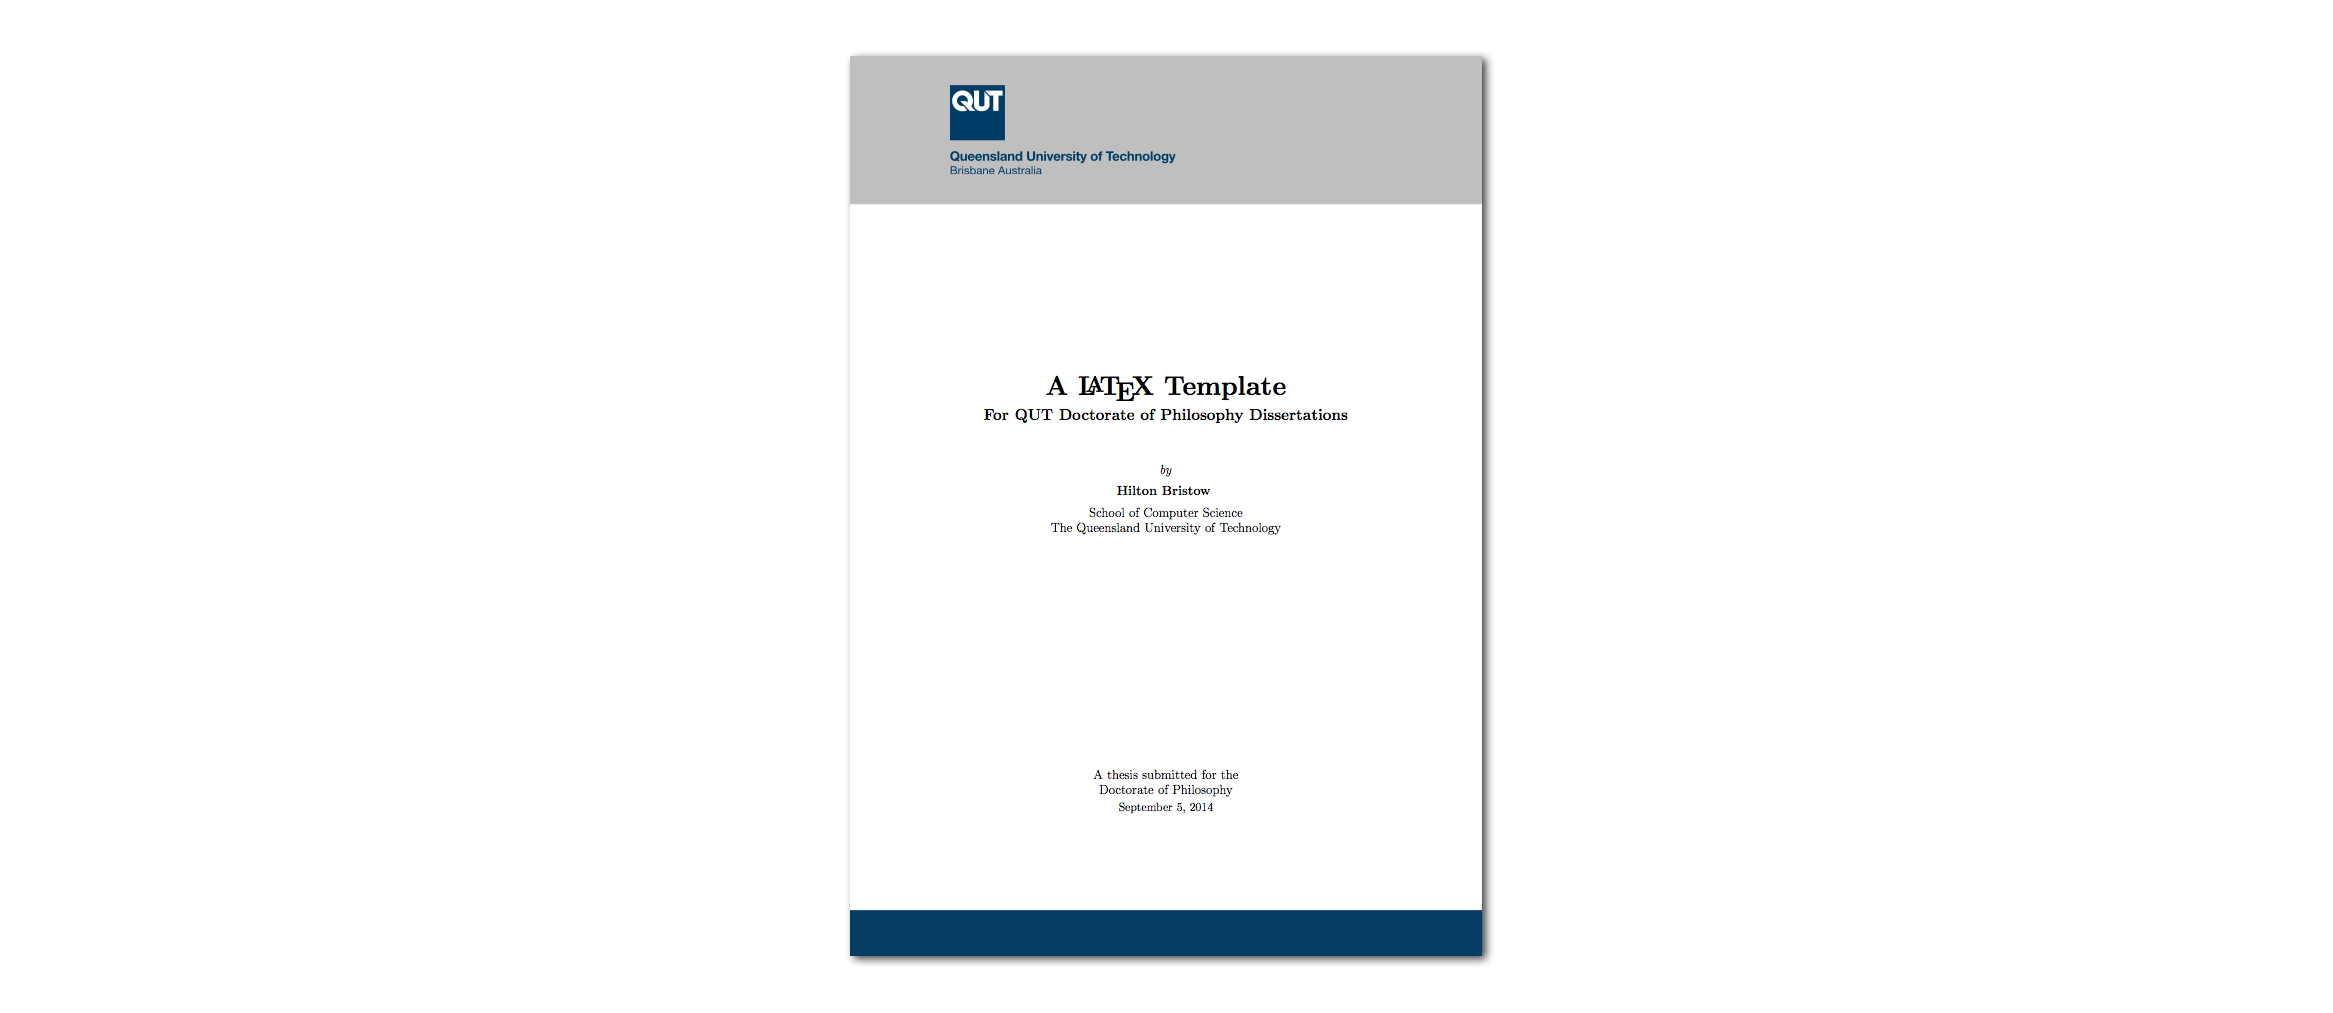 QUT
Queensland University of Technology
Brisbane Australia
A LATEX Template
For QUT Doctorate of Philosophy Dissertations
by
Hilton Bristow
School of Computer Science
The Queensland University of Technology
A thesis submitted for the
Doctorate of Philosophy
September 5, 2014